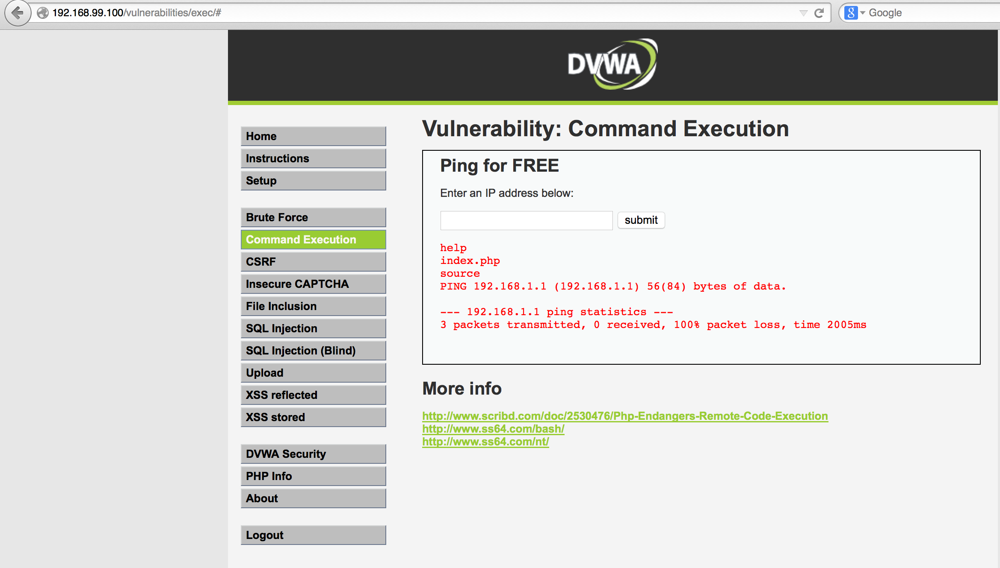 192.168.99.100/vulnerabilities/exec/#
g Google
DVWA
Home
Instructions
Setup
Brute Force
Command Execution
CSRF
Insecure CAPTCHA
File Inclusion
SQL Injection
SQL Injection (Blind)
Upload
XSS reflected
XSS stored
DVWA Security
PHP Info
About
Logout
Vulnerability: Command Execution
Ping for FREE
Enter an IP address below:
submit
help
index.php
source
PING 192.168.1.1 (192.168.1.1) 56(84) bytes of data.
--- 192.168.1.1 ping statistics ---
3 packets transmitted, 0 received, 100% packet loss, time 2005ms
More info
http://www.scribd.com/doc/2530476/Php-Endangers-Remote-Code-Execution
http://www.ss64.com/bash/
http://www.ss64.com/nt/